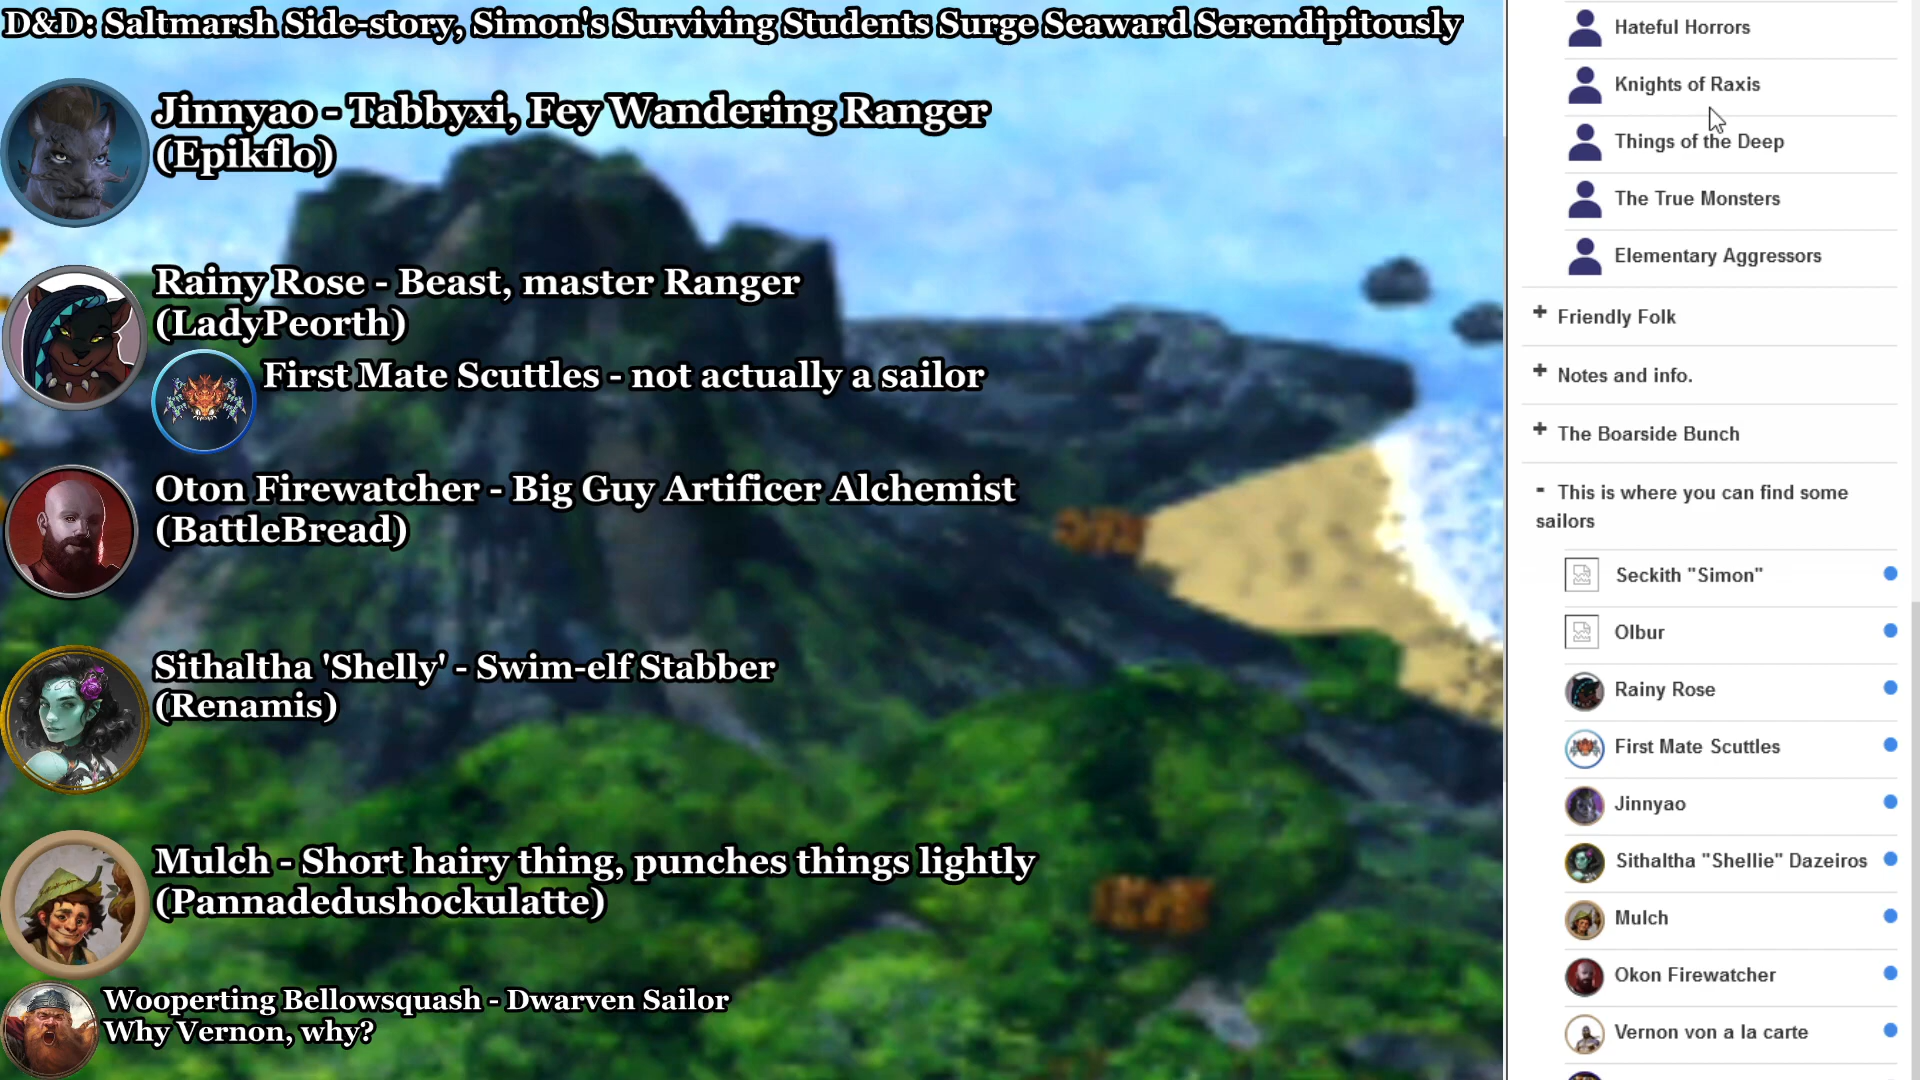 D&D: Saltmarsh Side-story, Simon's Surviving Students Surge Seaward Serendipitously
Jinnyao - Tabbyxi, Fey Wandering Ranger
(Epikflo)
Rainy Rose - Beast, master Ranger
(LadyPeorth)
First Mate Scuttles - not actually a sailor
Oton Firewatcher - Big Guy Artificer Alchemist
(BattleBread)
Sithaltha 'Shelly' - Swim-elf Stabber
(Renamis)
Mulch - Short hairy thing, punches things lightly
(Pannadedushockulatte)
Wooperting Bellowsquash - Dwarven Sailor
Why Vernon, why?
Hateful Horrors
Knights of Raxis
Things of the Deep
The True Monsters
Elementary Aggressors
+ Friendly Folk
+ Notes and info.
+ The Boarside Bunch
- This is where you can find some
sailors
Seckith "Simon"
Olbur
Rainy Rose
First Mate Scuttles
Jinnyao
Sithaltha "Shellie" Dazeiros
Mulch
Okon Firewatcher
Vernon von a la carte